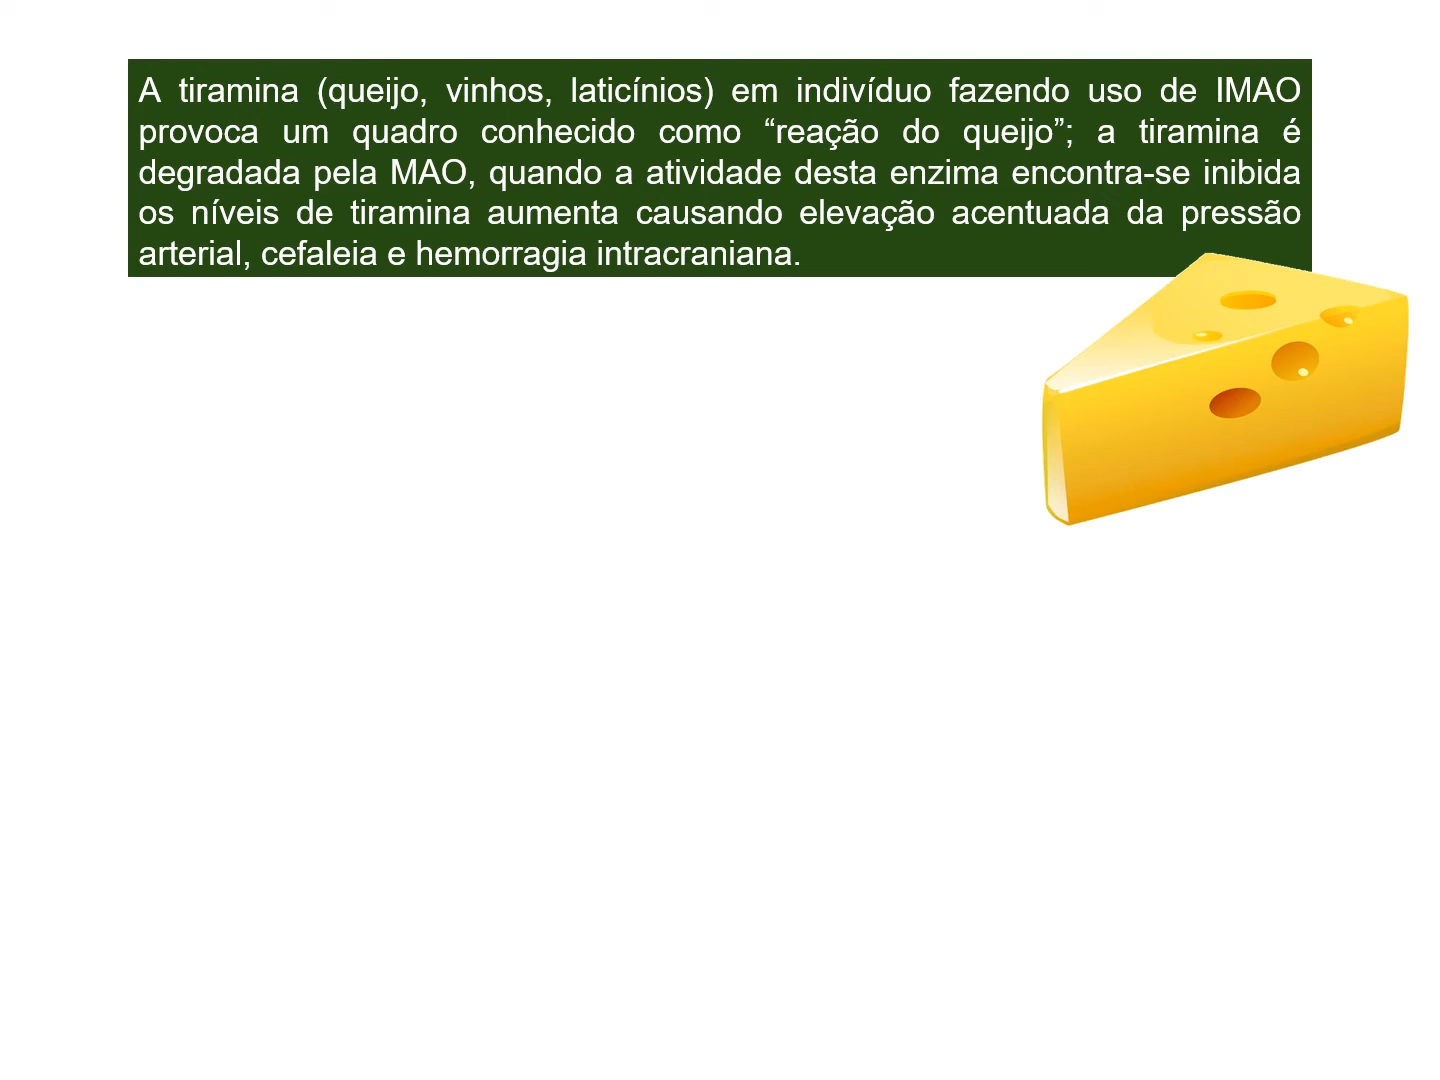 A tiramina (queijo, vinhos, laticínios) em indivíduo fazendo uso de IMAO
provoca um quadro conhecido como “reação do queijo”; a tiramina é
degradada pela MAO, quando a atividade desta enzima encontra-se inibida
os níveis de tiramina aumenta causando elevação acentuada da pressão
arterial, cefaleia e hemorragia intracraniana.